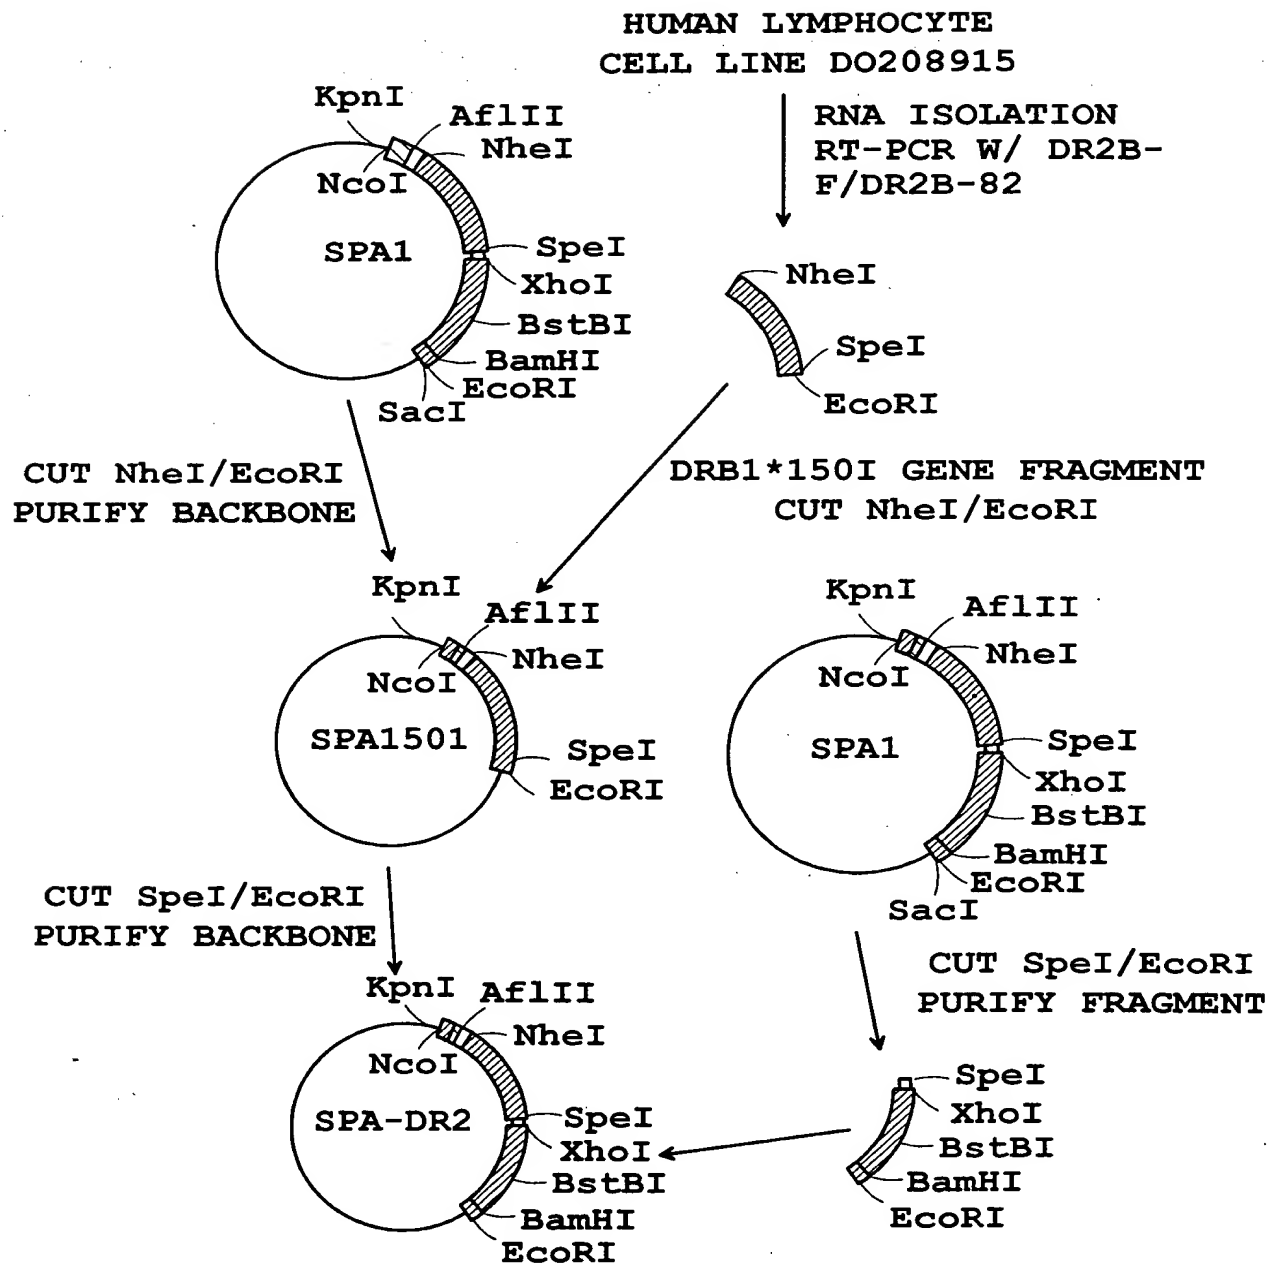 HUMAN LYMPHOCYTE
CELL LINE DO208915
RNA ISOLATION
RT-PCR W/ DR2B-
F/DR2B-82
KpnI
AflII
NheI
NcoI
SPA1
SpeI
XhoI
BstBI
BamHI
EcoRI
SacI
NheI
SpeI
EcoRI
CUT NheI/EcoRI
PURIFY BACKBONE
DRB1*150I GENE FRAGMENT
CUT NheI/EcoRI
KpnI
AflII
NheI
NcoI
SPA1501
SpeI
EcoRI
KpnI
AflII
NheI
NcoI
SPA1
SpeI
XhoI
BstBI
BamHI
EcoRI
SacI
CUT SpeI/EcoRI
PURIFY BACKBONE
CUT SpeI/EcoRI
PURIFY FRAGMENT
KpnI
AflII
NheI
NcoI
SPA-DR2
SpeI
XhoI
BstBI
BamHI
EcoRI
SpeI
XhoI
BstBI
BamHI
EcoRI